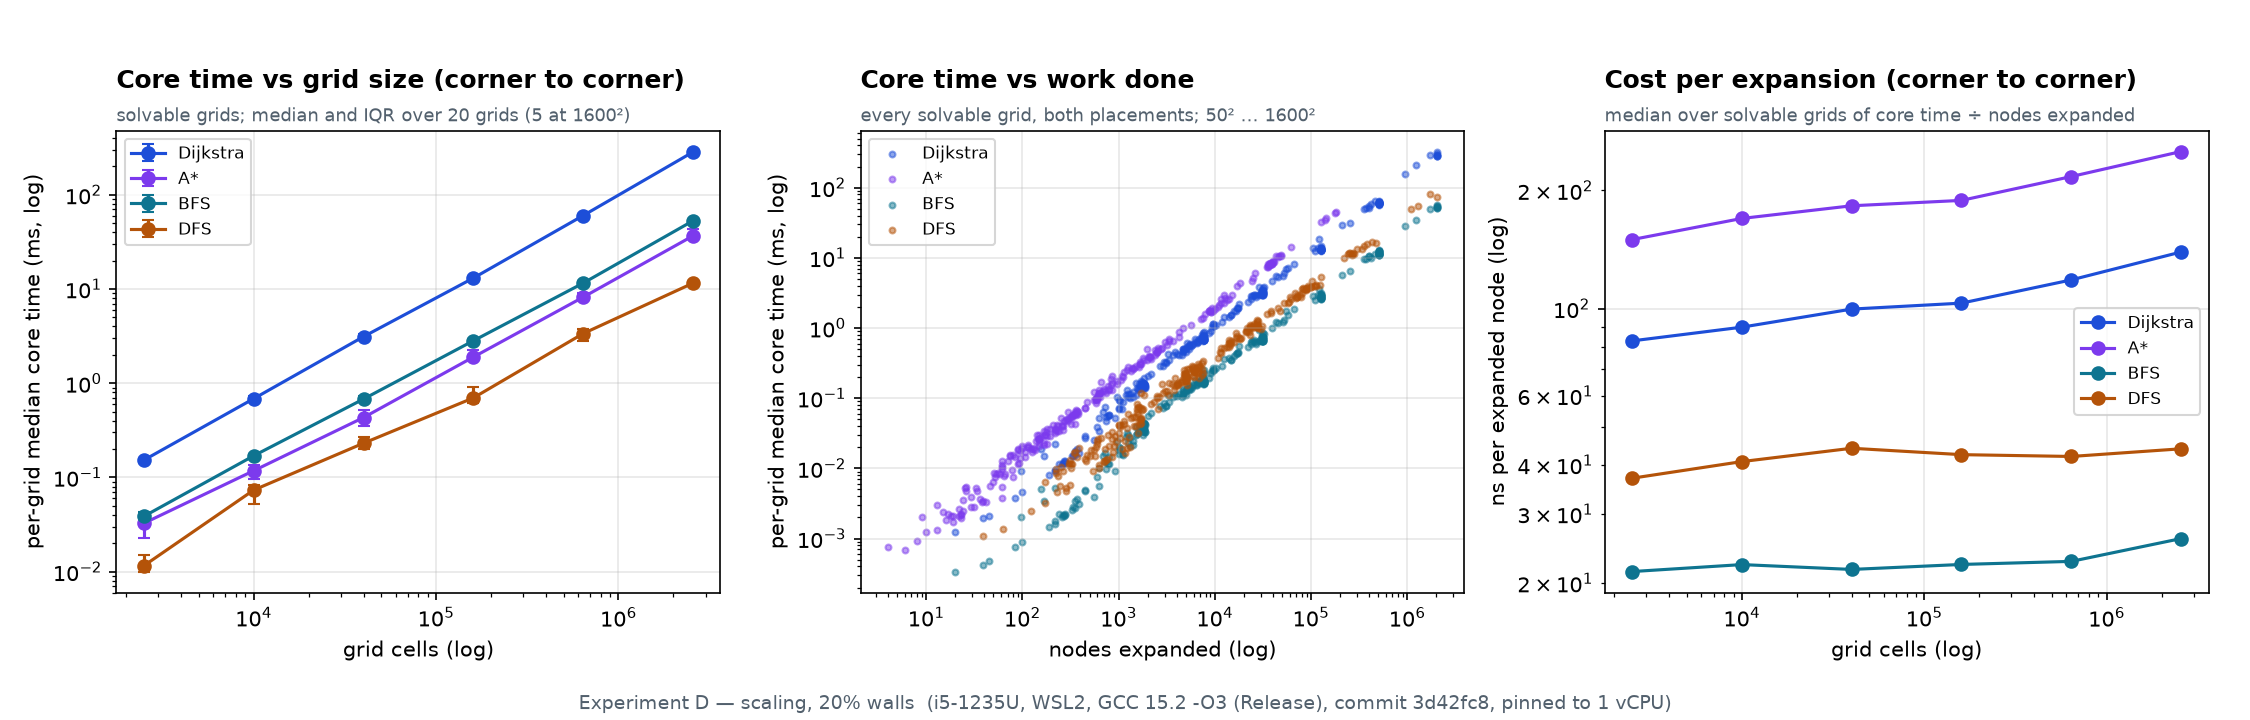 Core time vs grid size (corner to corner)
solvable grids; median and IQR over 20 grids (5 at 1600²)
per-grid median core time (ms, log)
10²
10¹
10⁰
10⁻¹
10⁻²
Dijkstra
A*
BFS
DFS
10⁴
10⁵
10⁶
grid cells (log)
Core time vs work done
every solvable grid, both placements; 50² … 1600²
per-grid median core time (ms, log)
10²
10¹
10⁰
10⁻¹
10⁻²
10⁻³
Dijkstra
A*
BFS
DFS
10¹
10²
10³
10⁴
10⁵
10⁶
nodes expanded (log)
Cost per expansion (corner to corner)
median over solvable grids of core time ÷ nodes expanded
ns per expanded node (log)
2 × 10²
10²
6 × 10¹
4 × 10¹
3 × 10¹
2 × 10¹
Dijkstra
A*
BFS
DFS
10⁴
10⁵
10⁶
grid cells (log)
Experiment D — scaling, 20% walls (i5-1235U, WSL2, GCC 15.2 -O3 (Release), commit 3d42fc8, pinned to 1 vCPU)